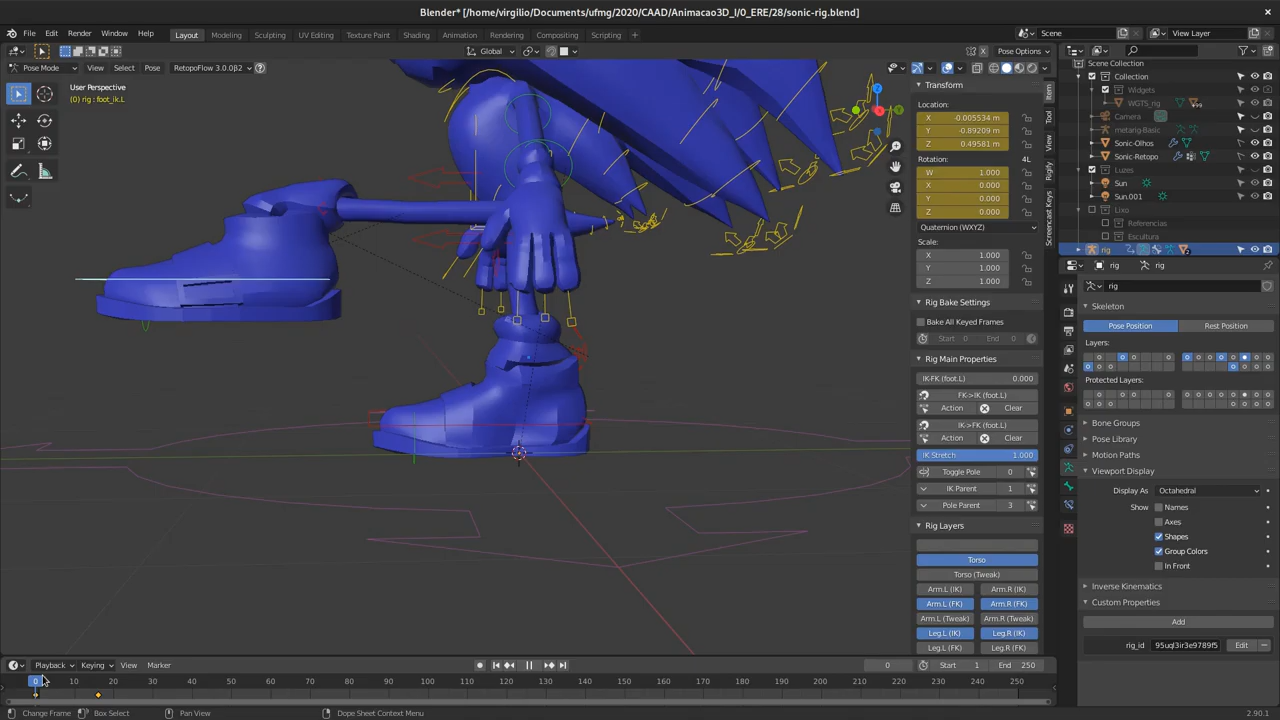 Blender* [/home/virgilio/Documents/ufmg/2020/CAAD/Animacao3D_I/0_ERE/28/sonic-rig.blend]
File Edit Render Window Help Layout Modeling Sculpting UV Editing Texture Paint Shading Animation Rendering Compositing Scripting + Scene View Layer
Global Pose Options
Pose Mode View Select Pose RetopoFlow 3.0.0β2
User Perspective
(0) rig : foot_ik.L
Transform
Location:
X -0.005534 m
Y -0.89209 m
Z 0.49581 m
Rotation: 4L
W 1.000
X 0.000
Y 0.000
Z 0.000
Quaternion (WXYZ)
Scale:
X 1.000
Y 1.000
Z 1.000
Rig Bake Settings
Bake All Keyed Frames
Start 0 End 0
Rig Main Properties
IK-FK (foot.L) 0.000
FK->IK (foot.L)
Action Clear
IK->FK (foot.L)
Action Clear
IK Stretch 1.000
Toggle Pole 0
IK Parent 1
Pole Parent 3
Rig Layers
Torso
Torso (Tweak)
Arm.L (IK) Arm.R (IK)
Arm.L (FK) Arm.R (FK)
Arm.L (Tweak) Arm.R (Tweak)
Leg.L (IK) Leg.R (IK)
Leg.L (FK) Leg.R (FK)
Item
Tool
View
Rigify
Screencast Keys
Scene Collection
Collection
Widgets
WGTS_rig
Camera
metarig-Basic
Sonic-Olhos
Sonic-Retopo
Luzes
Sun
Sun.001
Lixo
Referencias
Escultura
rig
rig rig
rig
Skeleton
Pose Position Rest Position
Layers:
Protected Layers:
Bone Groups
Pose Library
Motion Paths
Viewport Display
Display As Octahedral
Show Names
Axes
Shapes
Group Colors
In Front
Inverse Kinematics
Custom Properties
Add
rig_id 95uql3ir3e9789f5 Edit
Playback Keying View Marker 0 Start 1 End 250
0 10 20 30 40 50 60 70 80 90 100 110 120 130 140 150 160 170 180 190 200 210 220 230 240 250
Change Frame Box Select Pan View Dope Sheet Context Menu 2.90.1